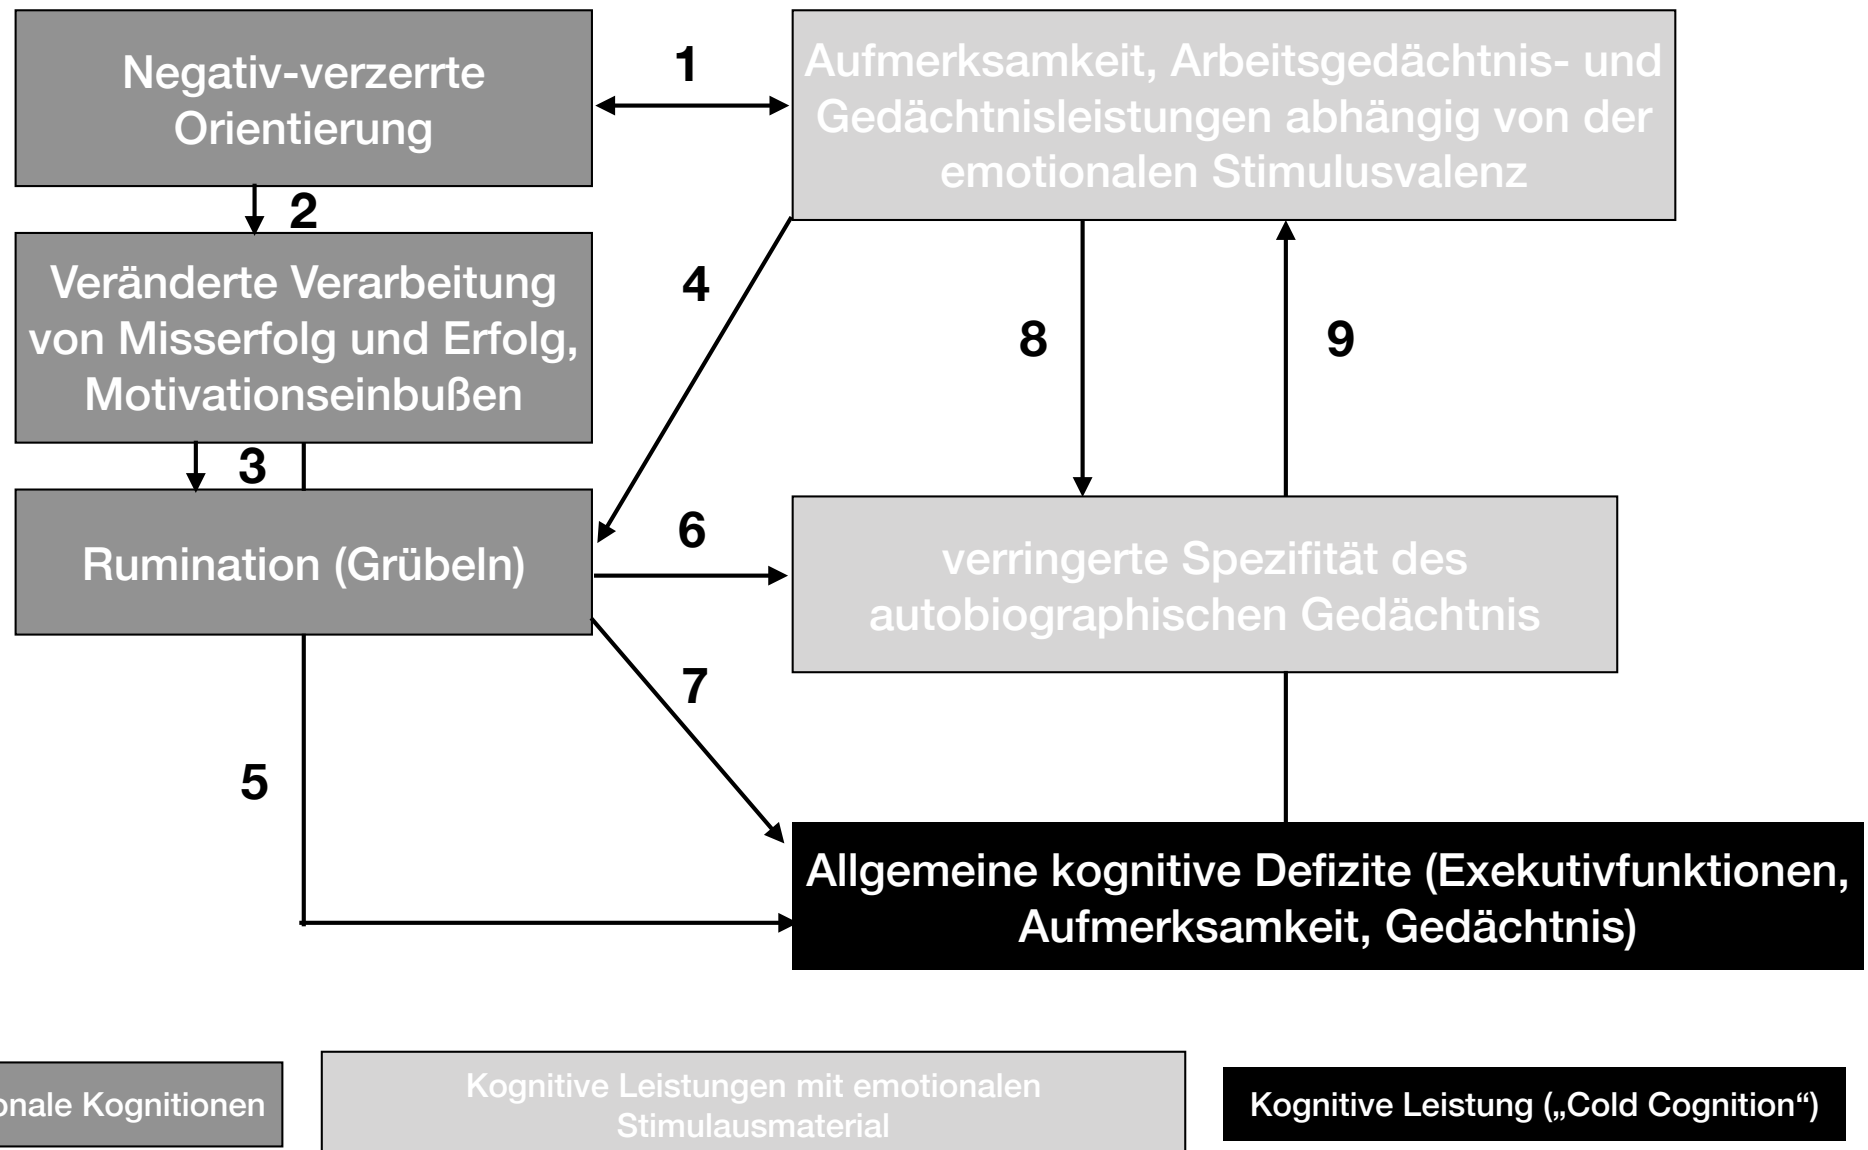 Negativ-verzerrte
Orientierung
1
Aufmerksamkeit, Arbeitsgedächtnis- und
Gedächtnisleistungen abhängig von der
emotionalen Stimulusvalenz
2
Veränderte Verarbeitung
von Misserfolg und Erfolg,
Motivationseinbußen
4
8
9
3
Rumination (Grübeln)
6
verringerte Spezifität des
autobiographischen Gedächtnis
7
5
Allgemeine kognitive Defizite (Exekutivfunktionen,
Aufmerksamkeit, Gedächtnis)
onale Kognitionen
Kognitive Leistungen mit emotionalen
Stimulausmaterial
Kognitive Leistung („Cold Cognition“)